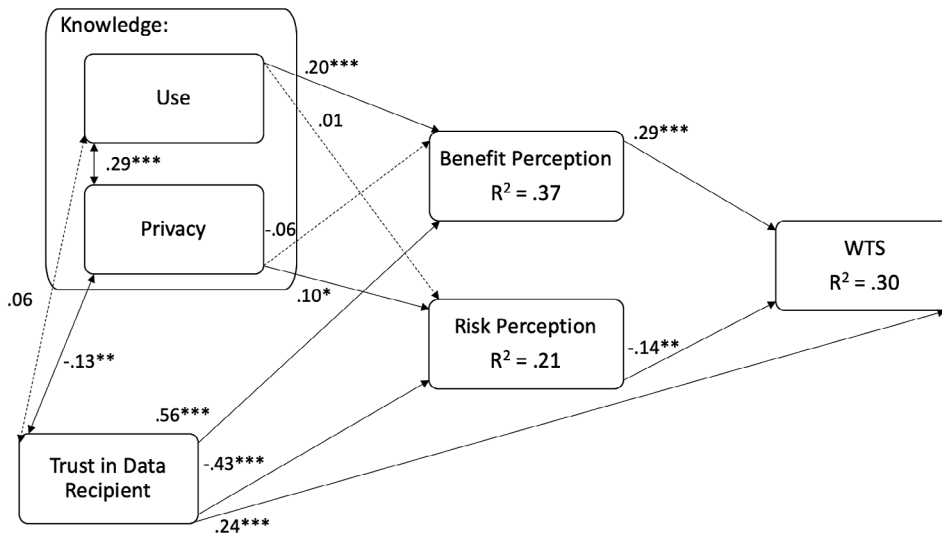 Knowledge:
Use
.20***
.01
.29***
Benefit Perception
R² = .37
.29***
Privacy
-.06
WTS
R² = .30
.06
.10*
Risk Perception
R² = .21
-.14**
-.13**
.56***
Trust in Data
Recipient
-.43***
.24***